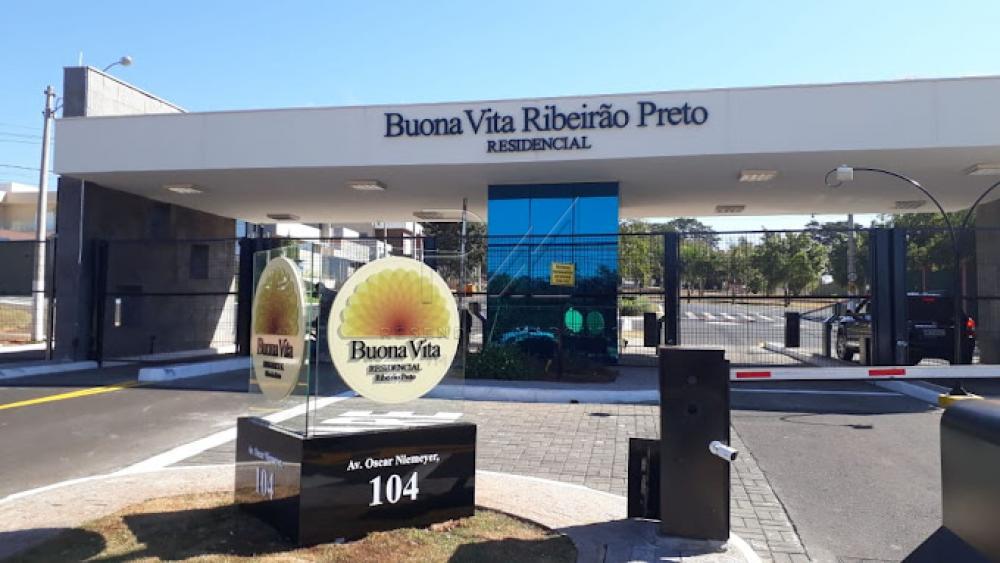 Buona Vita Ribeirão Preto
RESIDENCIAL
Buona Vita
Buona Vita
RESIDENCIAL
Ribeirão Preto
Av. Oscar Niemeyer,
104
104